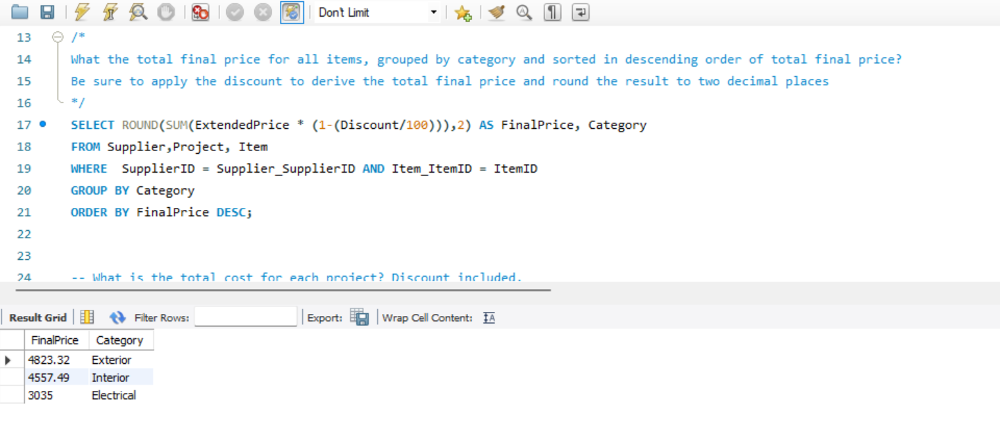 Don't Limit
13 /*
14 What the total final price for all items, grouped by category and sorted in descending order of total final price?
15 Be sure to apply the discount to derive the total final price and round the result to two decimal places
16 */
17 SELECT ROUND(SUM(ExtendedPrice * (1-(Discount/100))),2) AS FinalPrice, Category
18 FROM Supplier,Project, Item
19 WHERE  SupplierID = Supplier_SupplierID AND Item_ItemID = ItemID
20 GROUP BY Category
21 ORDER BY FinalPrice DESC;
22
23
24 -- What is the total cost for each project? Discount included.
Result Grid Filter Rows: Export: Wrap Cell Content: IA
FinalPrice Category
4823.32 Exterior
4557.49 Interior
3035 Electrical